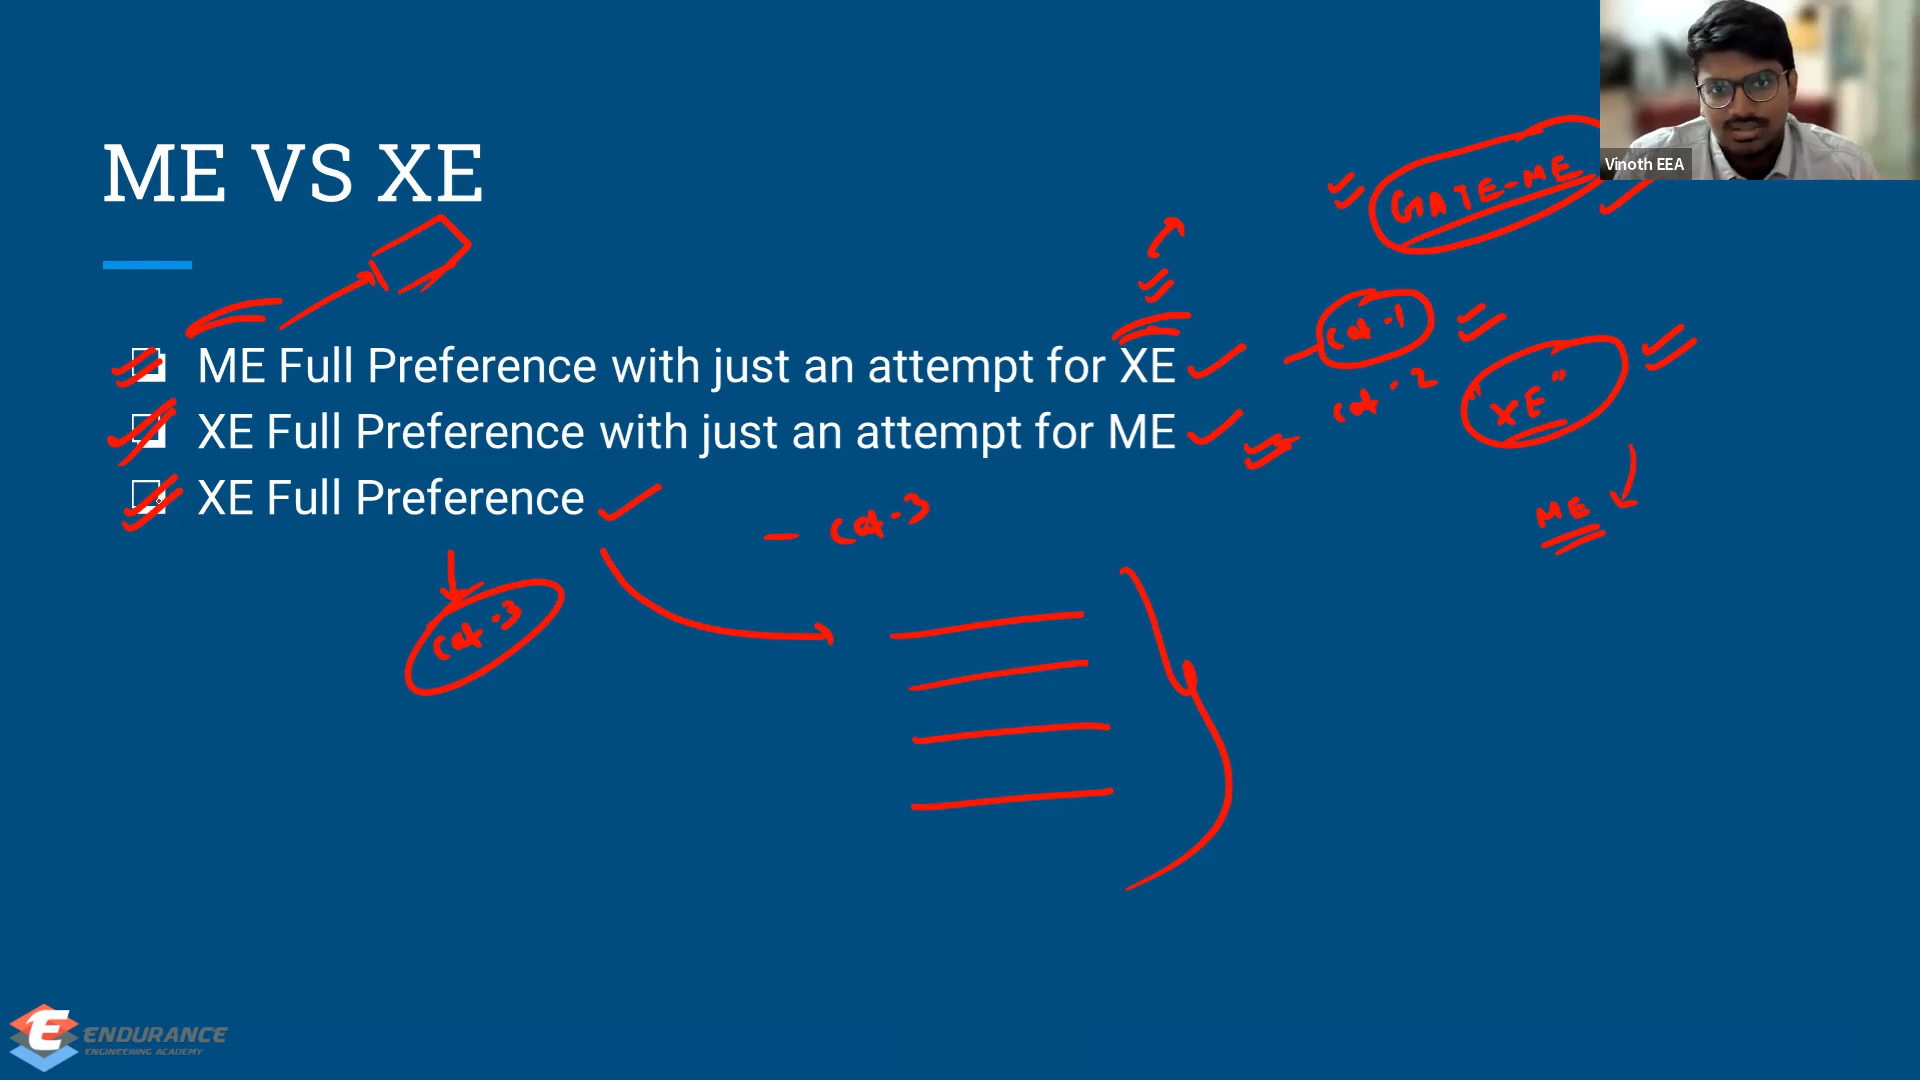 ME VS XE
GATE-ME
Vinoth EEA
ME Full Preference with just an attempt for XE
Cat-1
XE Full Preference with just an attempt for ME
Cat-2
"XE"
XE Full Preference
Cat-3
ME
Cat-3
ENDURANCE
ENGINEERING ACADEMY